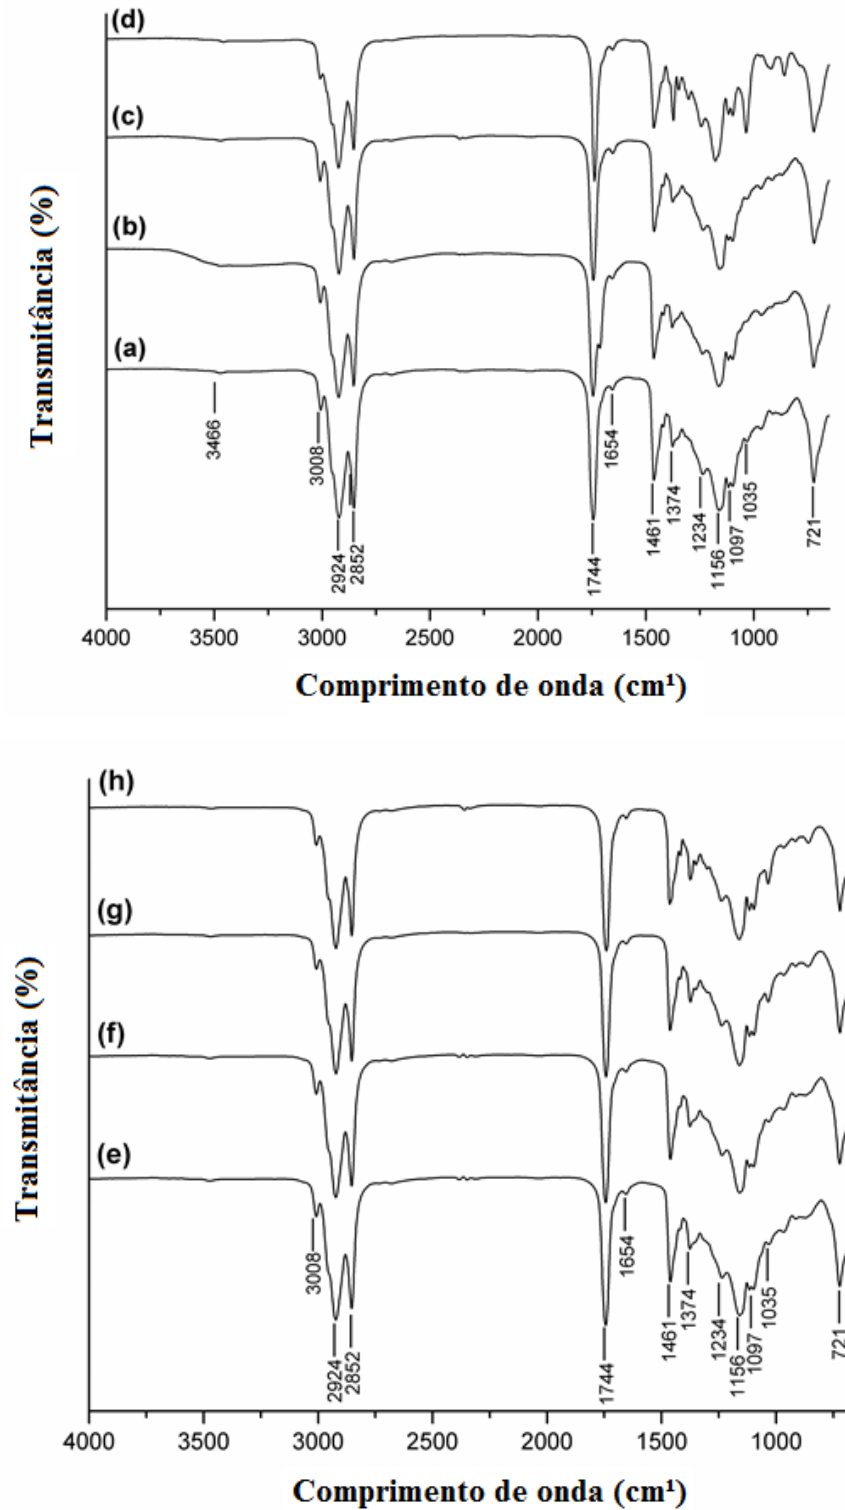 (d)
(c)
(b)
(a)
Transmitância (%)
3466
3008
2924
2852
1744
1654
1461
1374
1234
1156
1097
1035
721
4000 3500 3000 2500 2000 1500 1000
Comprimento de onda (cm¹)
(h)
(g)
(f)
(e)
Transmitância (%)
3008
2924
2852
1744
1654
1461
1374
1234
1156
1097
1035
721
4000 3500 3000 2500 2000 1500 1000
Comprimento de onda (cm¹)